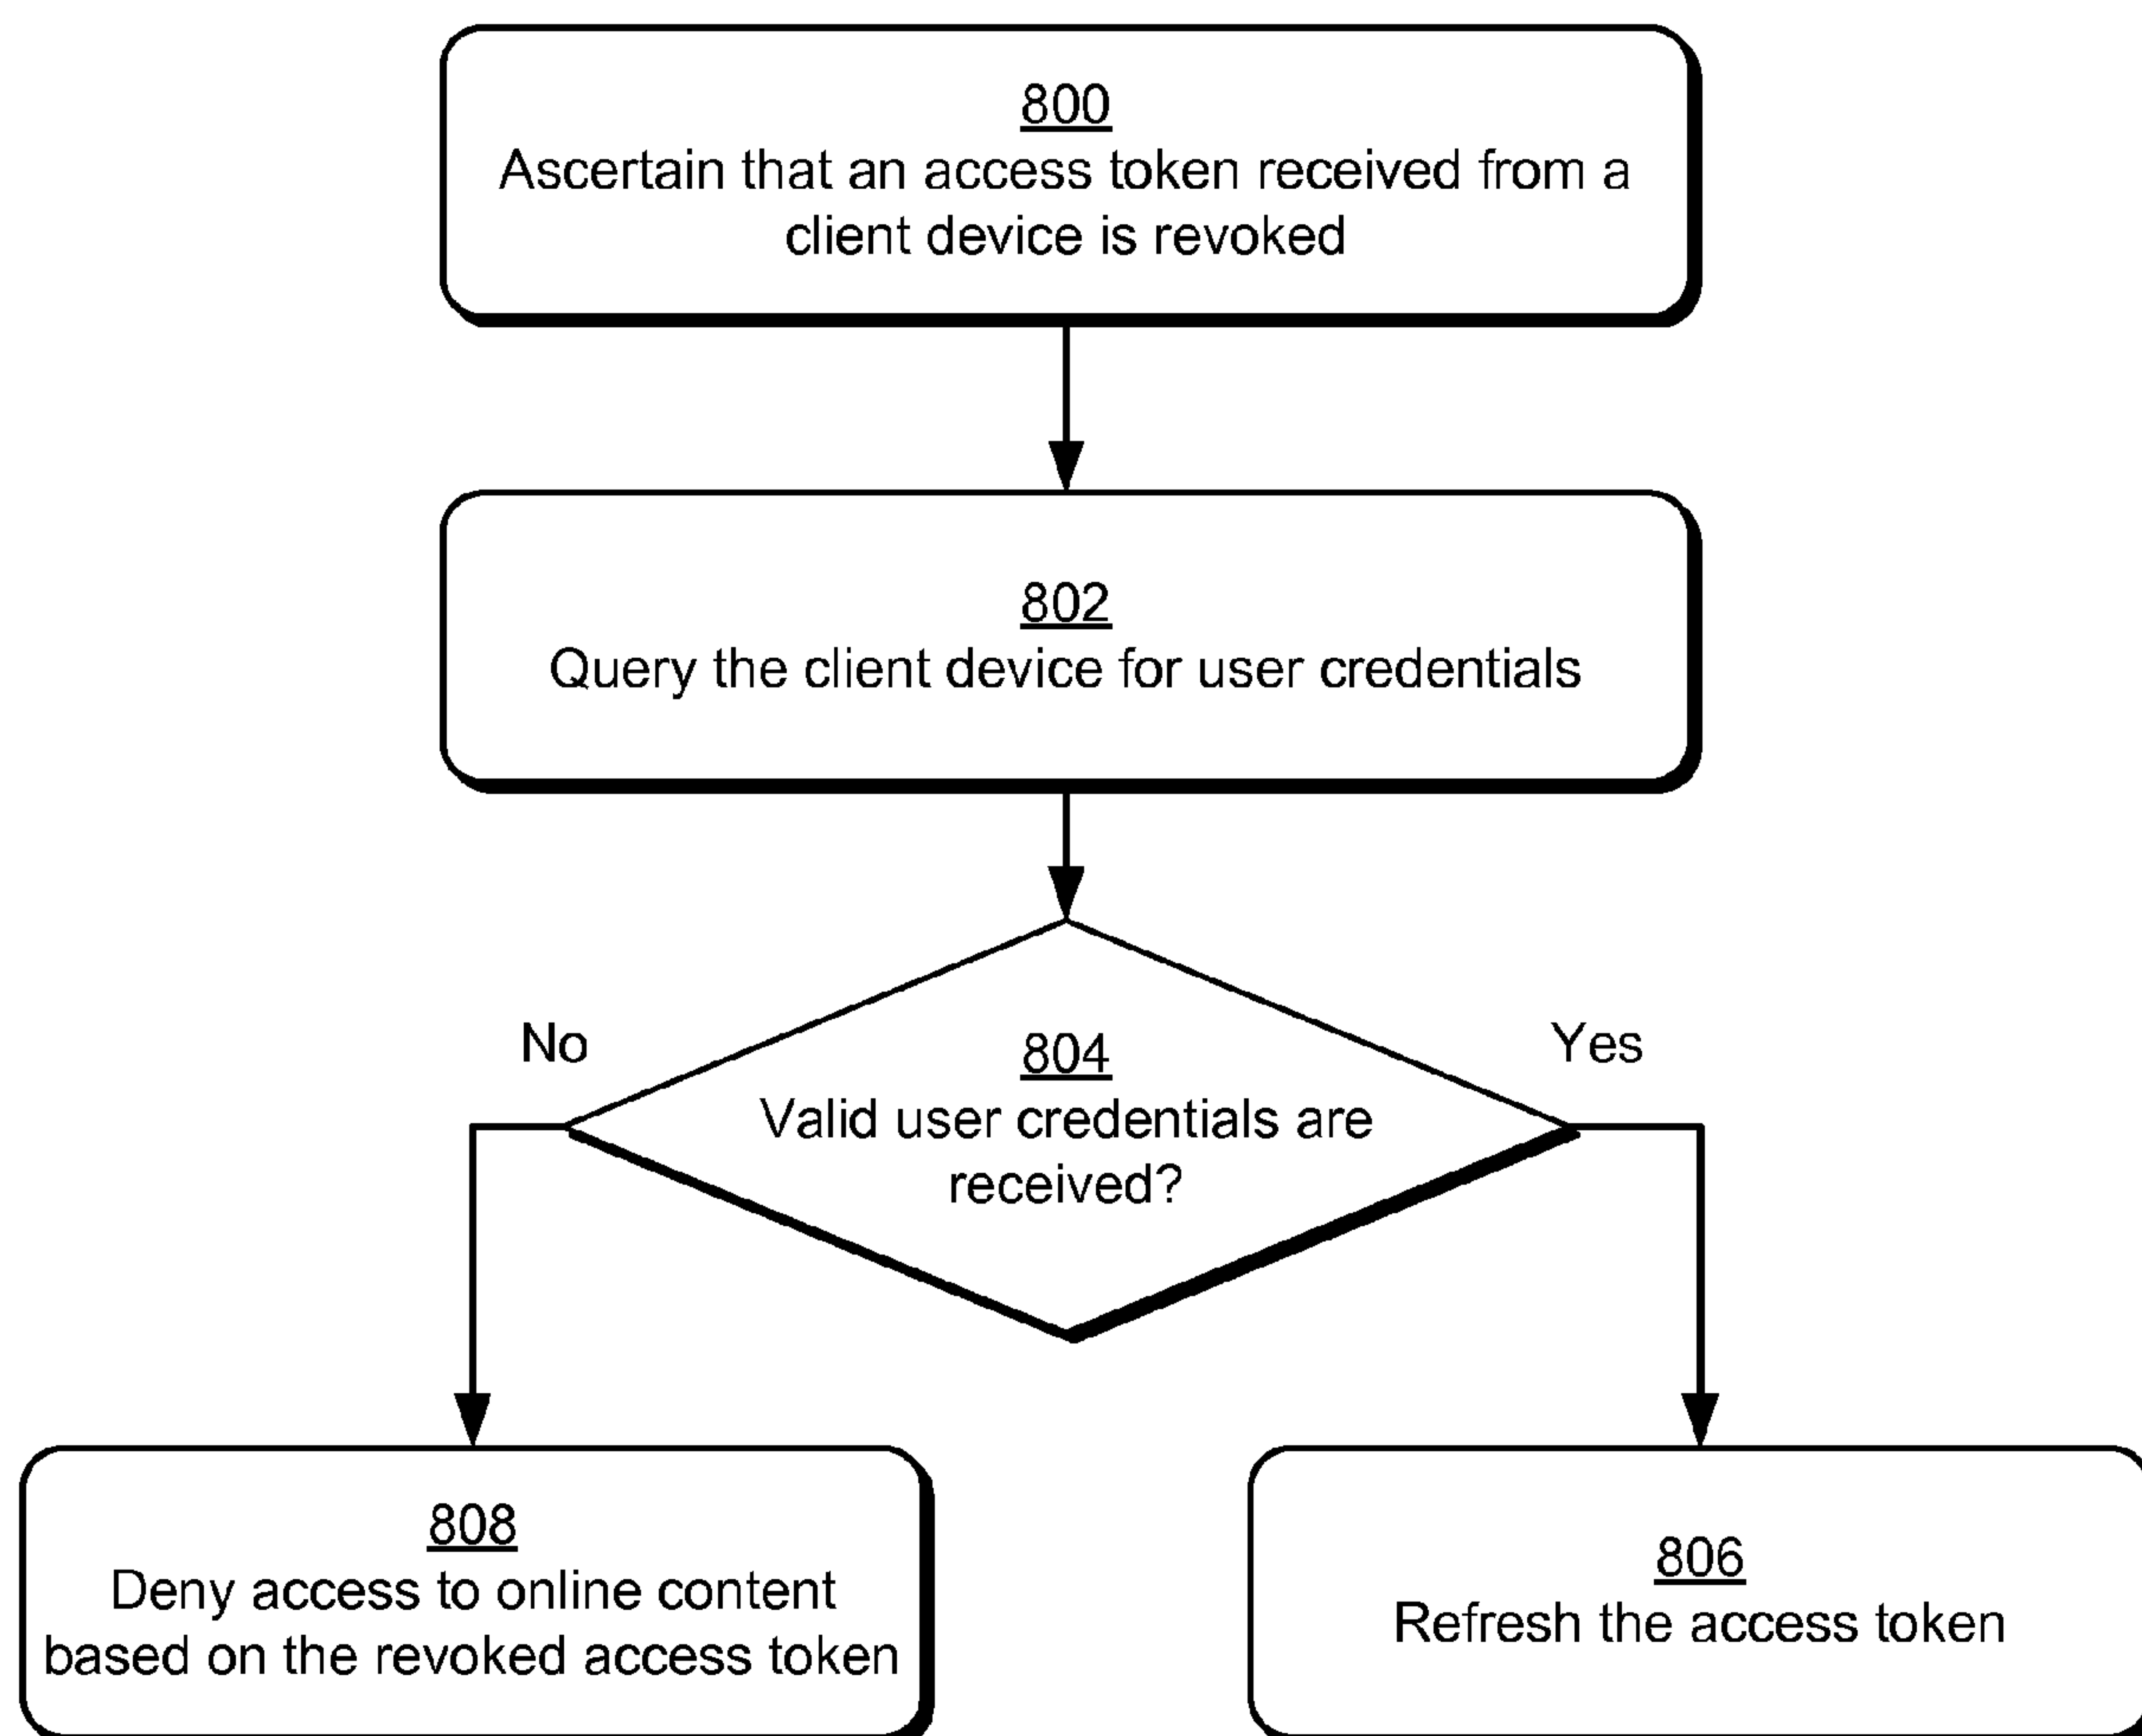 800
Ascertain that an access token received from a
client device is revoked
802
Query the client device for user credentials
No
Yes
804
Valid user credentials are
received?
808
Deny access to online content
based on the revoked access token
806
Refresh the access token